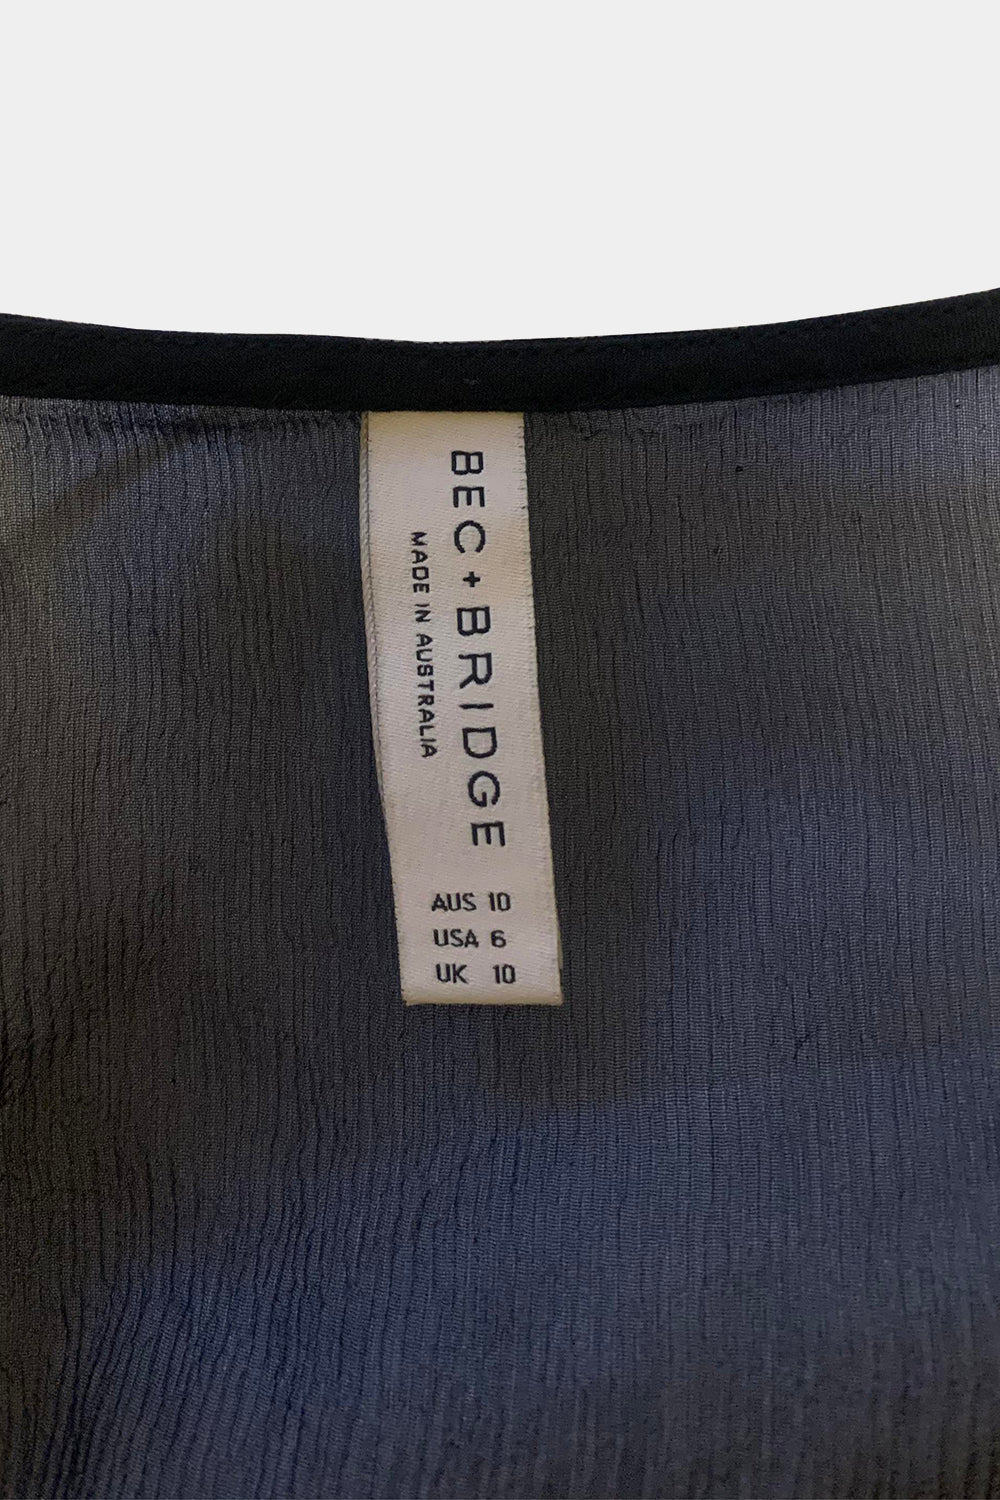 BEC+BRIDGE
MADE IN AUSTRALIA
AUS 10
USA 6
UK 10